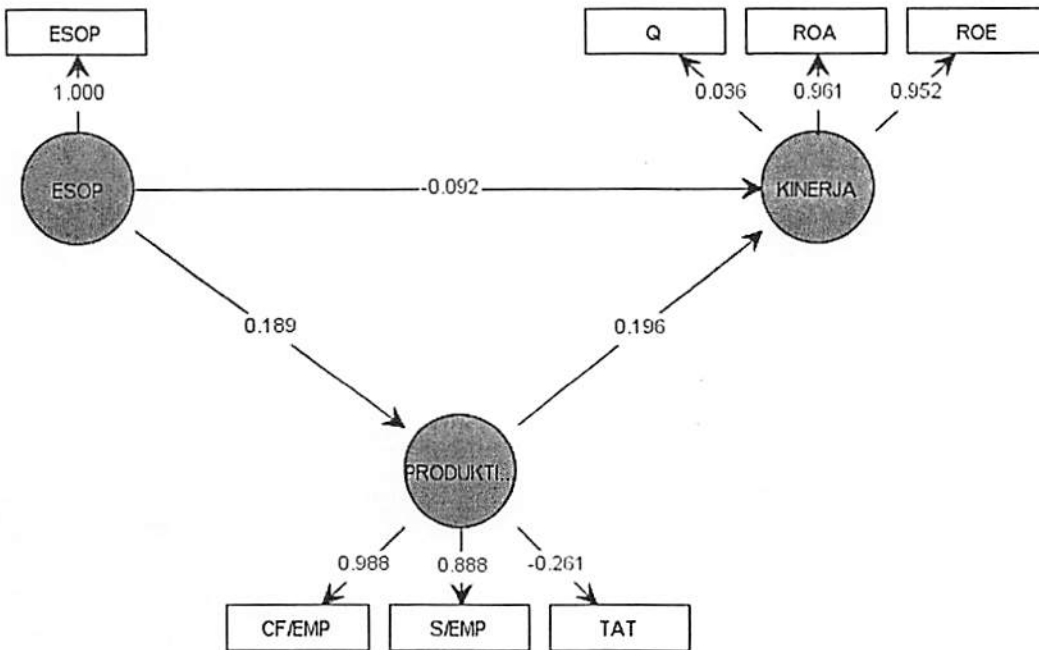 ESOP
Q
ROA
ROE
1.000
0.036
0.961
0.952
ESOP
-0.092
KINERJA
0.189
0.196
PRODUKTI...
0.988
0.888
-0.261
CF/EMP
S/EMP
TAT